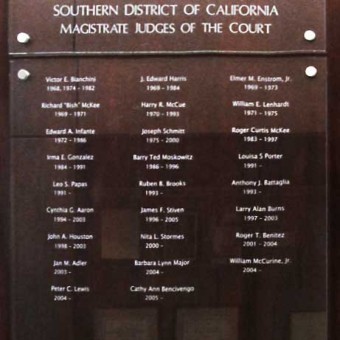 SOUTHERN DISTRICT OF CALIFORNIA
MAGISTRATE JUDGES OF THE COURT
Victor E. Bianchini J. Edward Harris Elmer M. Enstrom, Jr.
1968, 1974 - 1982 1969 - 1984 1969 - 1973
Richard "Bish" McKee Harry R. McCue William E. Lenhardt
1969 - 1971 1970 - 1993 1971 - 1975
Edward A. Infante Joseph Schmitt Roger Curtis McKee
1972 - 1986 1975 - 2000 1983 - 1997
Irma E. Gonzalez Barry Ted Moskowitz Louisa S Porter
1984 - 1991 1986 - 1996 1991 -
Leo S. Papas Ruben B. Brooks Anthony J. Battaglia
1991 - 1993 - 1993 -
Cynthia G. Aaron James F. Stiven Larry Alan Burns
1994 - 2003 1996 - 2005 1997 - 2003
John A. Houston Nita L. Stormes Roger T. Benitez
1998 - 2003 2000 - 2001 - 2004
Jan M. Adler Barbara Lynn Major William McCurine, Jr.
2003 - 2004 - 2004 -
Peter C. Lewis Cathy Ann Bencivengo
2004 - 2005 -